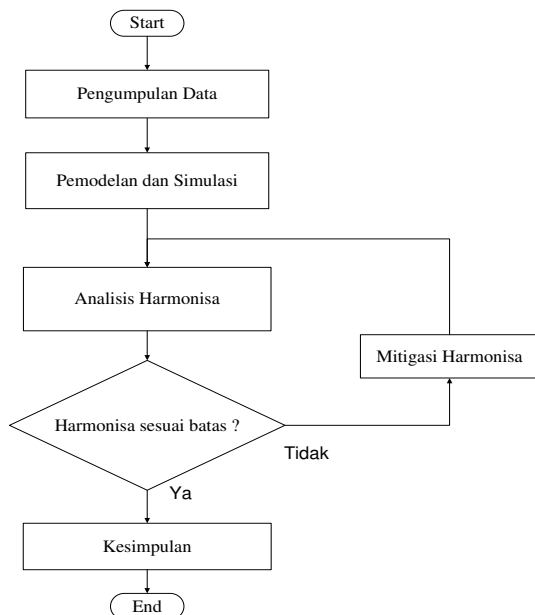 Start
Pengumpulan Data
Pemodelan dan Simulasi
Analisis Harmonisa
Mitigasi Harmonisa
Harmonisa sesuai batas ?
Tidak
Ya
Kesimpulan
End